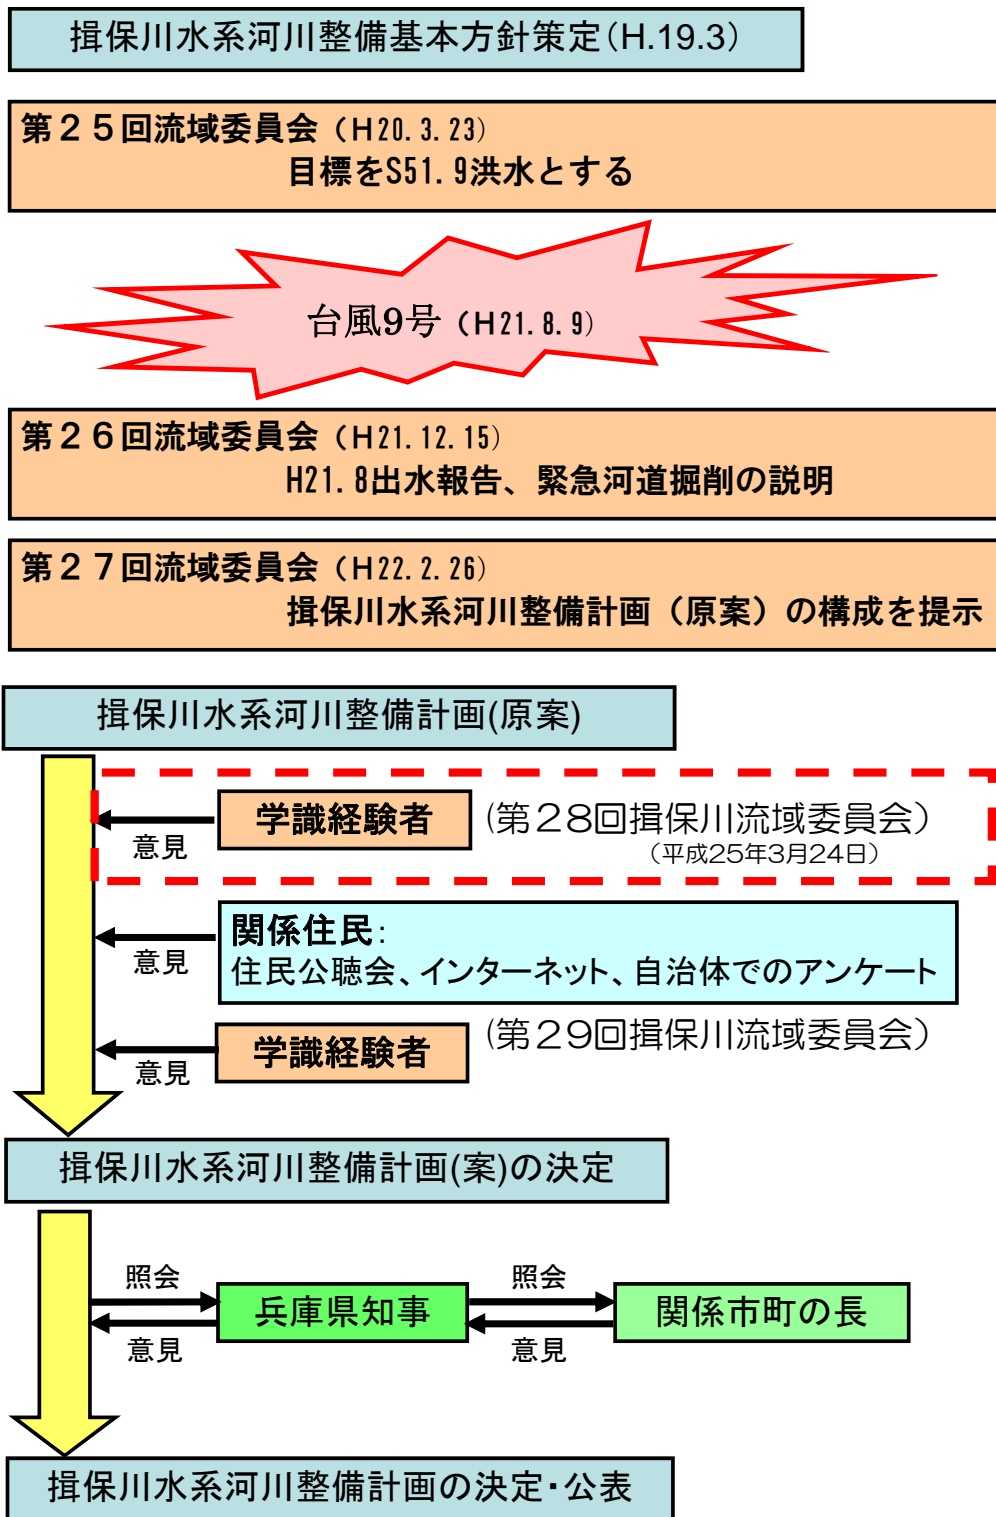 揖保川水系河川整備基本方針策定(H.19.3)
第２５回流域委員会（H20.3.23）
目標をS51.9洪水とする
台風9号（H21.8.9）
第２６回流域委員会（H21.12.15）
H21.8出水報告、緊急河道掘削の説明
第２７回流域委員会（H22.2.26）
揖保川水系河川整備計画（原案）の構成を提示
揖保川水系河川整備計画(原案)
学識経験者
(第28回揖保川流域委員会)
意見
（平成25年3月24日）
関係住民：
意見
住民公聴会、インターネット、自治体でのアンケート
学識経験者
(第29回揖保川流域委員会)
意見
揖保川水系河川整備計画(案)の決定
照会
照会
兵庫県知事
関係市町の長
意見
意見
揖保川水系河川整備計画の決定・公表